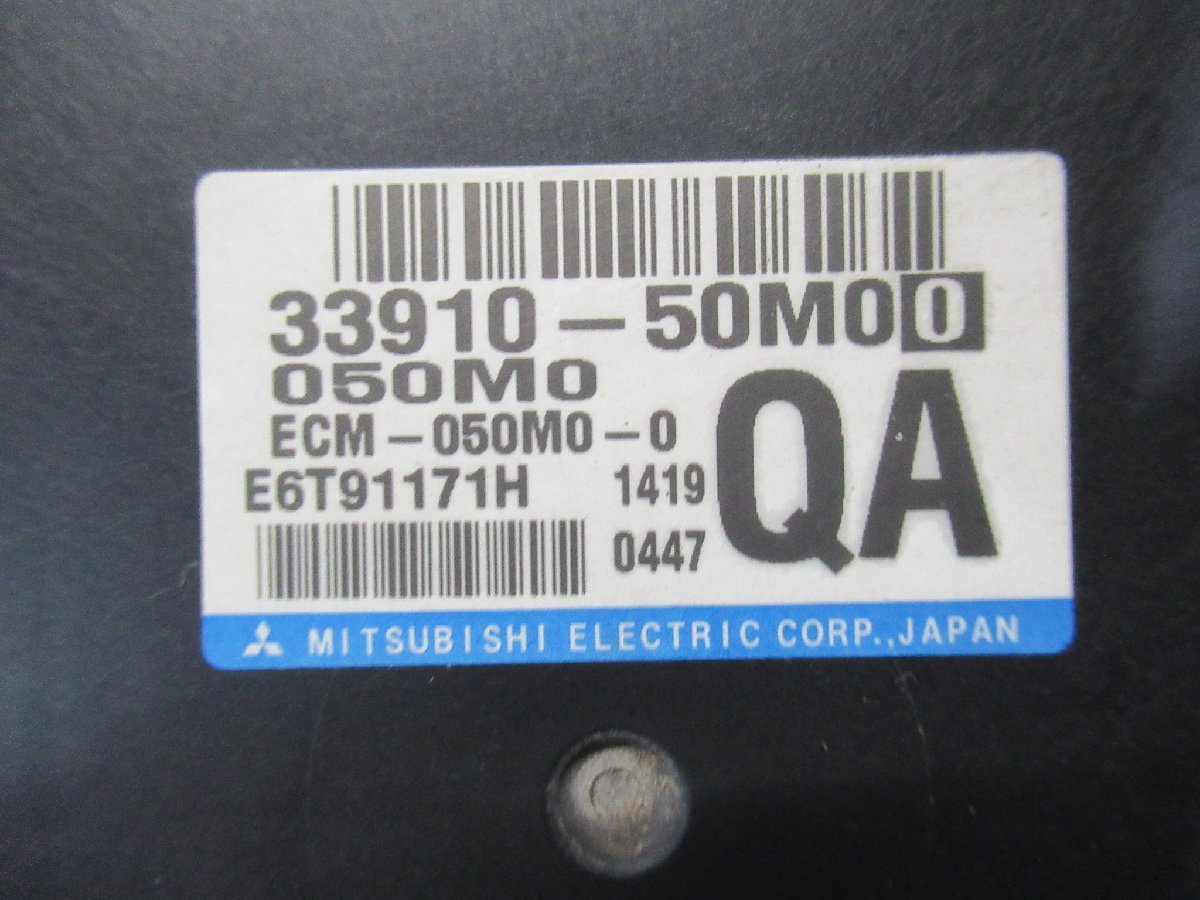 33910-50M00
050M0
ECM-050M0-0
QA
E6T91171H 1419
0447
MITSUBISHI ELECTRIC CORP.,JAPAN